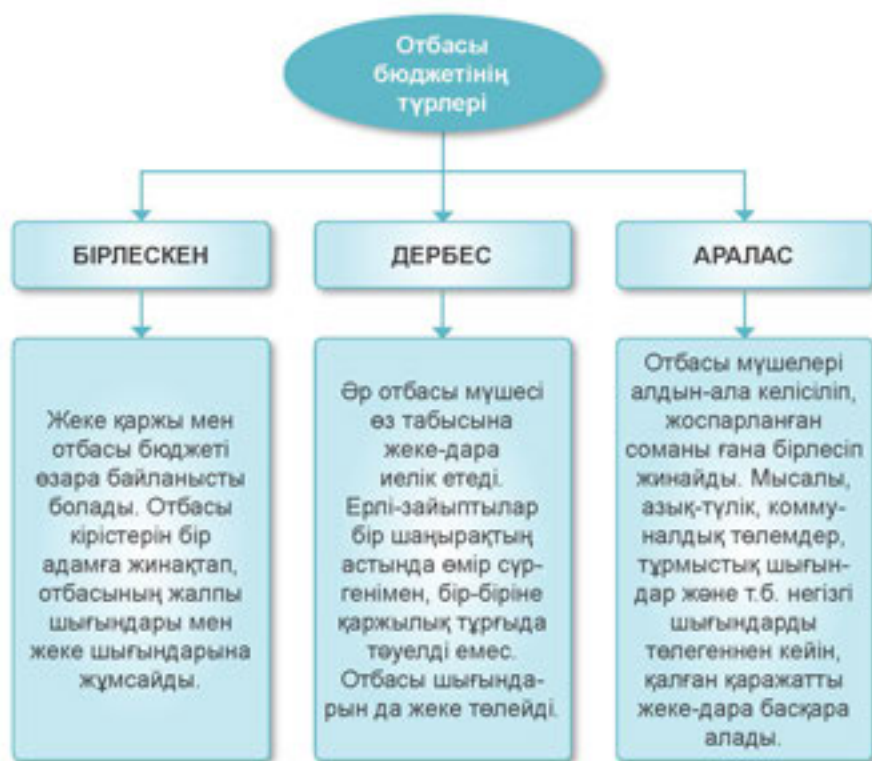 Отбасы
бюджетінің
түрлері
БІРЛЕСКЕН
ДЕРБЕС
АРАЛАС
Жеке қаржы мен
отбасы бюджеті
өзара байланысты
болады. Отбасы
кірістерін бір
адамға жинақтап,
отбасының жалпы
шығындары мен
жеке шығындарына
жұмсайды.
Әр отбасы мүшесі
өз табысына
жеке-дара
иелік етеді.
Ерлі-зайыптылар
бір шаңырақтың
астында өмір сүр-
генімен, бір-біріне
қаржылық тұрғыда
тәуелді емес.
Отбасы шығында-
рын да жеке төлейді.
Отбасы мүшелері
алдын-ала келісіліп,
жоспарланған
соманы ғана бірлесіп
жинайды. Мысалы,
азық-түлік, комму-
налдық төлемдер,
тұрмыстық шығын-
дар және т.б. негізгі
шығындарды
төлегеннен кейін,
қалған қаражатты
жеке-дара басқара
алады.